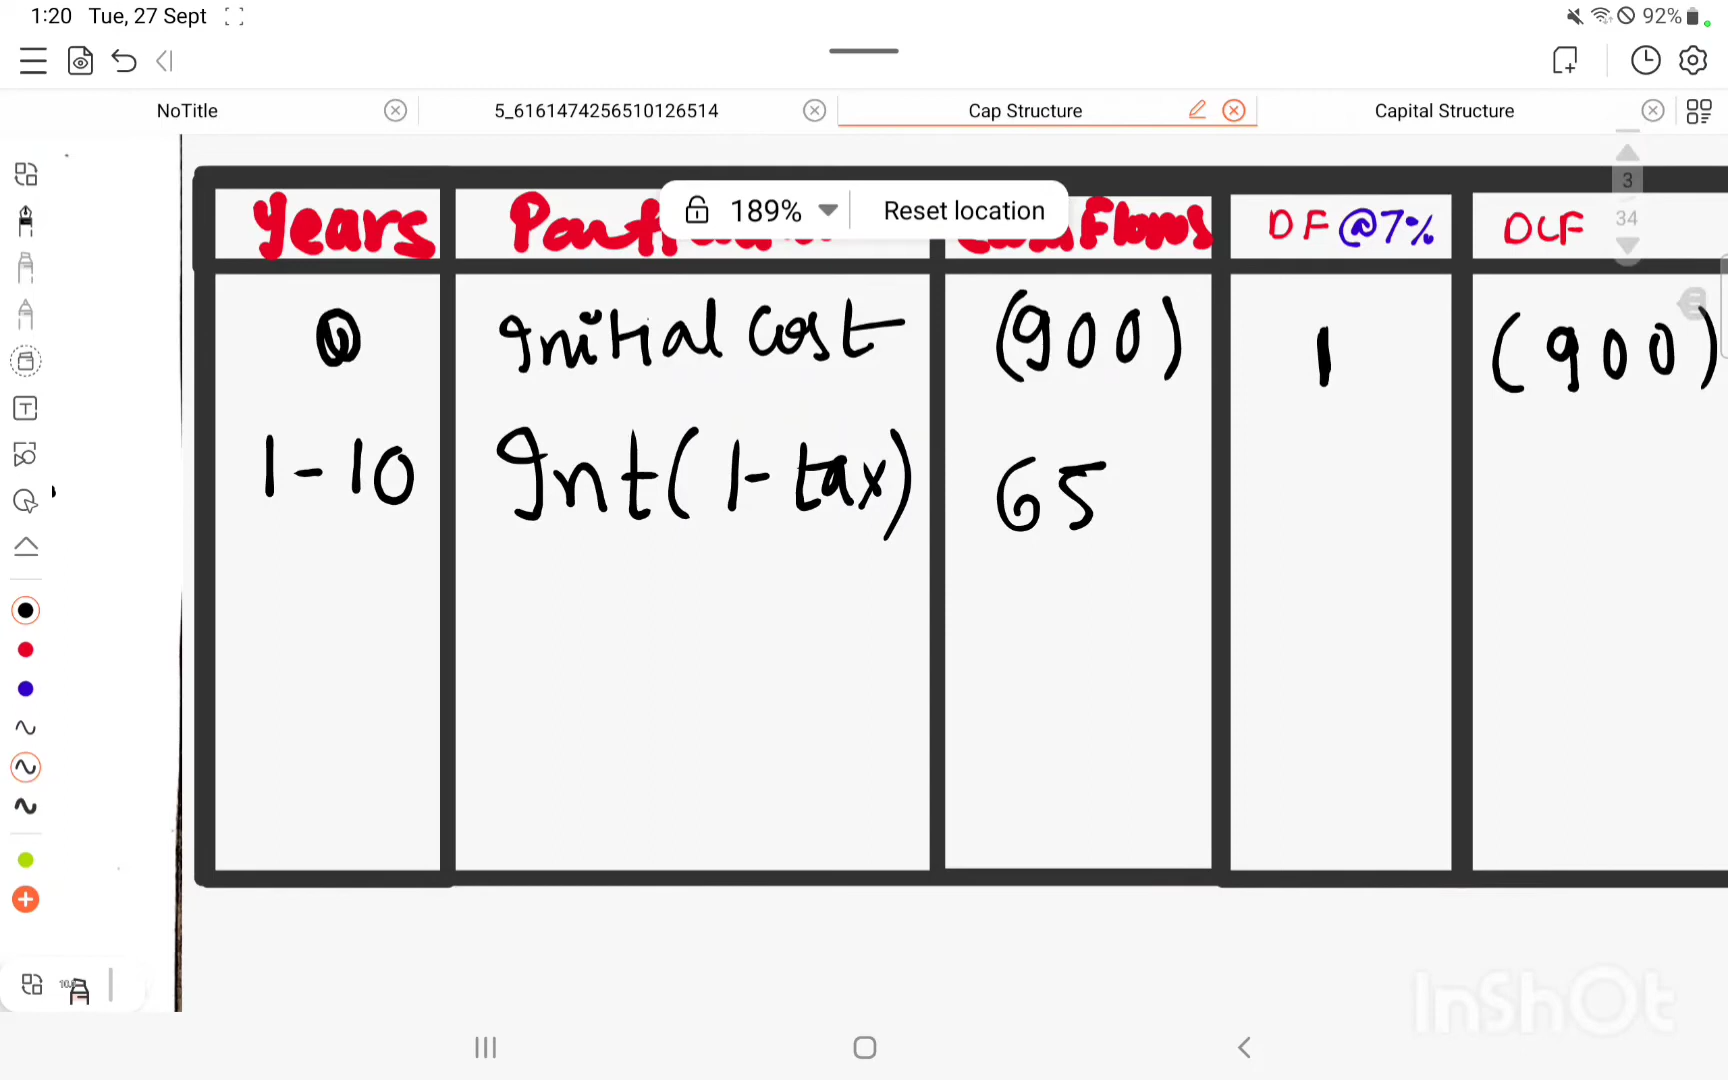 1:20 Tue, 27 Sept
92%
NoTitle
5_6161474256510126514
Cap Structure
Capital Structure
189%
Reset location
3
34
Years
Flows
DF @7%
DCF
0 Initial Cost (900) 1 (900)
1-10 Int(1-tax) 65
InShOt